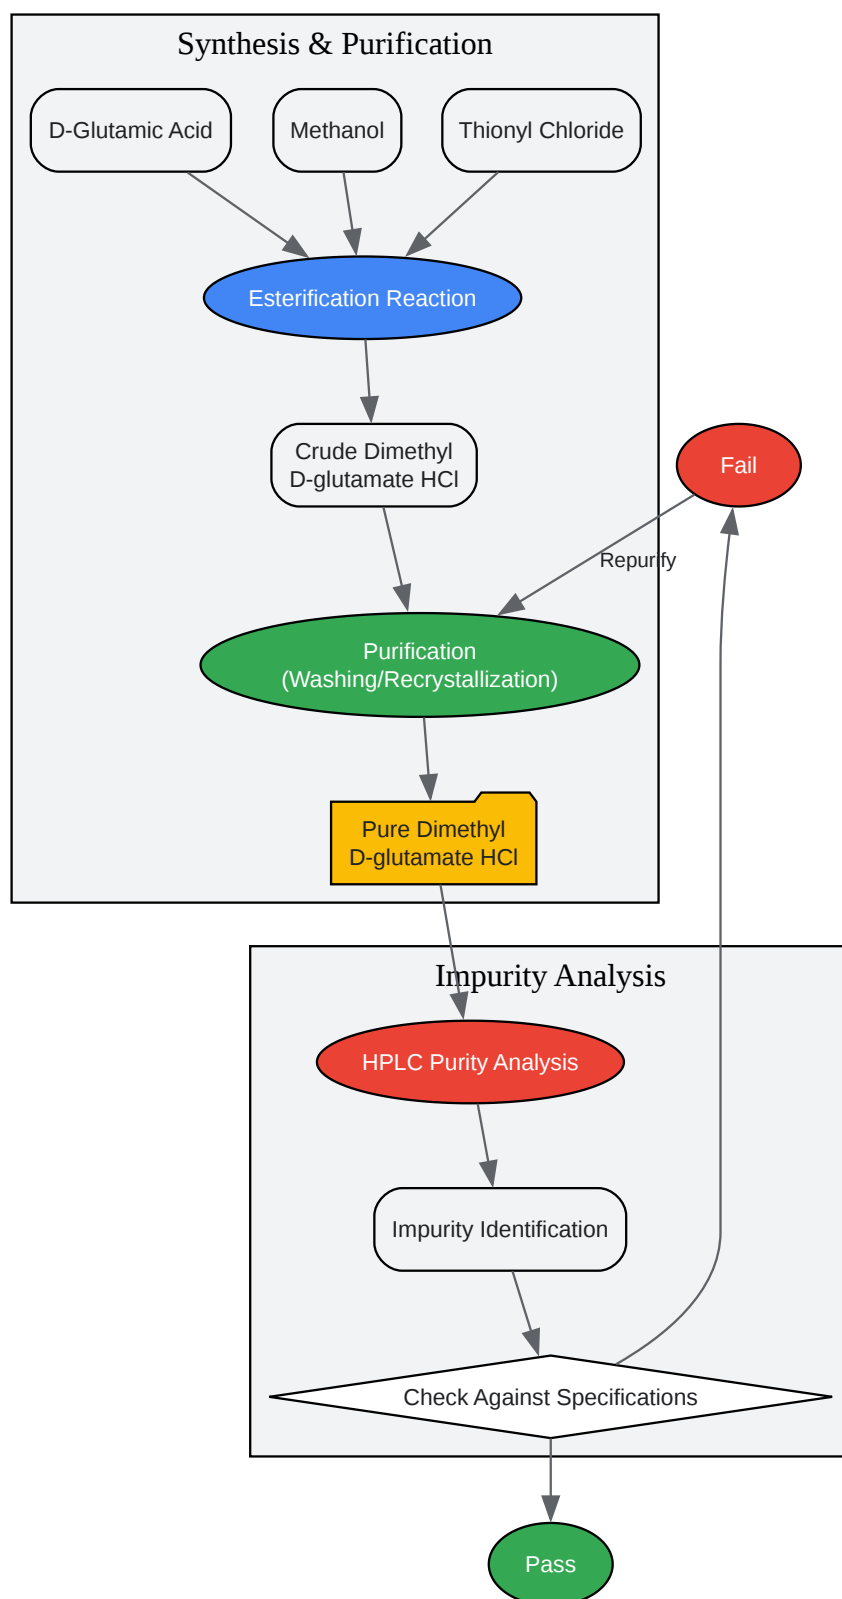 Synthesis & Purification
D-Glutamic Acid
Methanol
Thionyl Chloride
Esterification Reaction
Crude Dimethyl
D-glutamate HCl
Fail
Repurify
Purification
(Washing/Recrystallization)
Pure Dimethyl
D-glutamate HCl
Impurity Analysis
HPLC Purity Analysis
Impurity Identification
Check Against Specifications
Pass